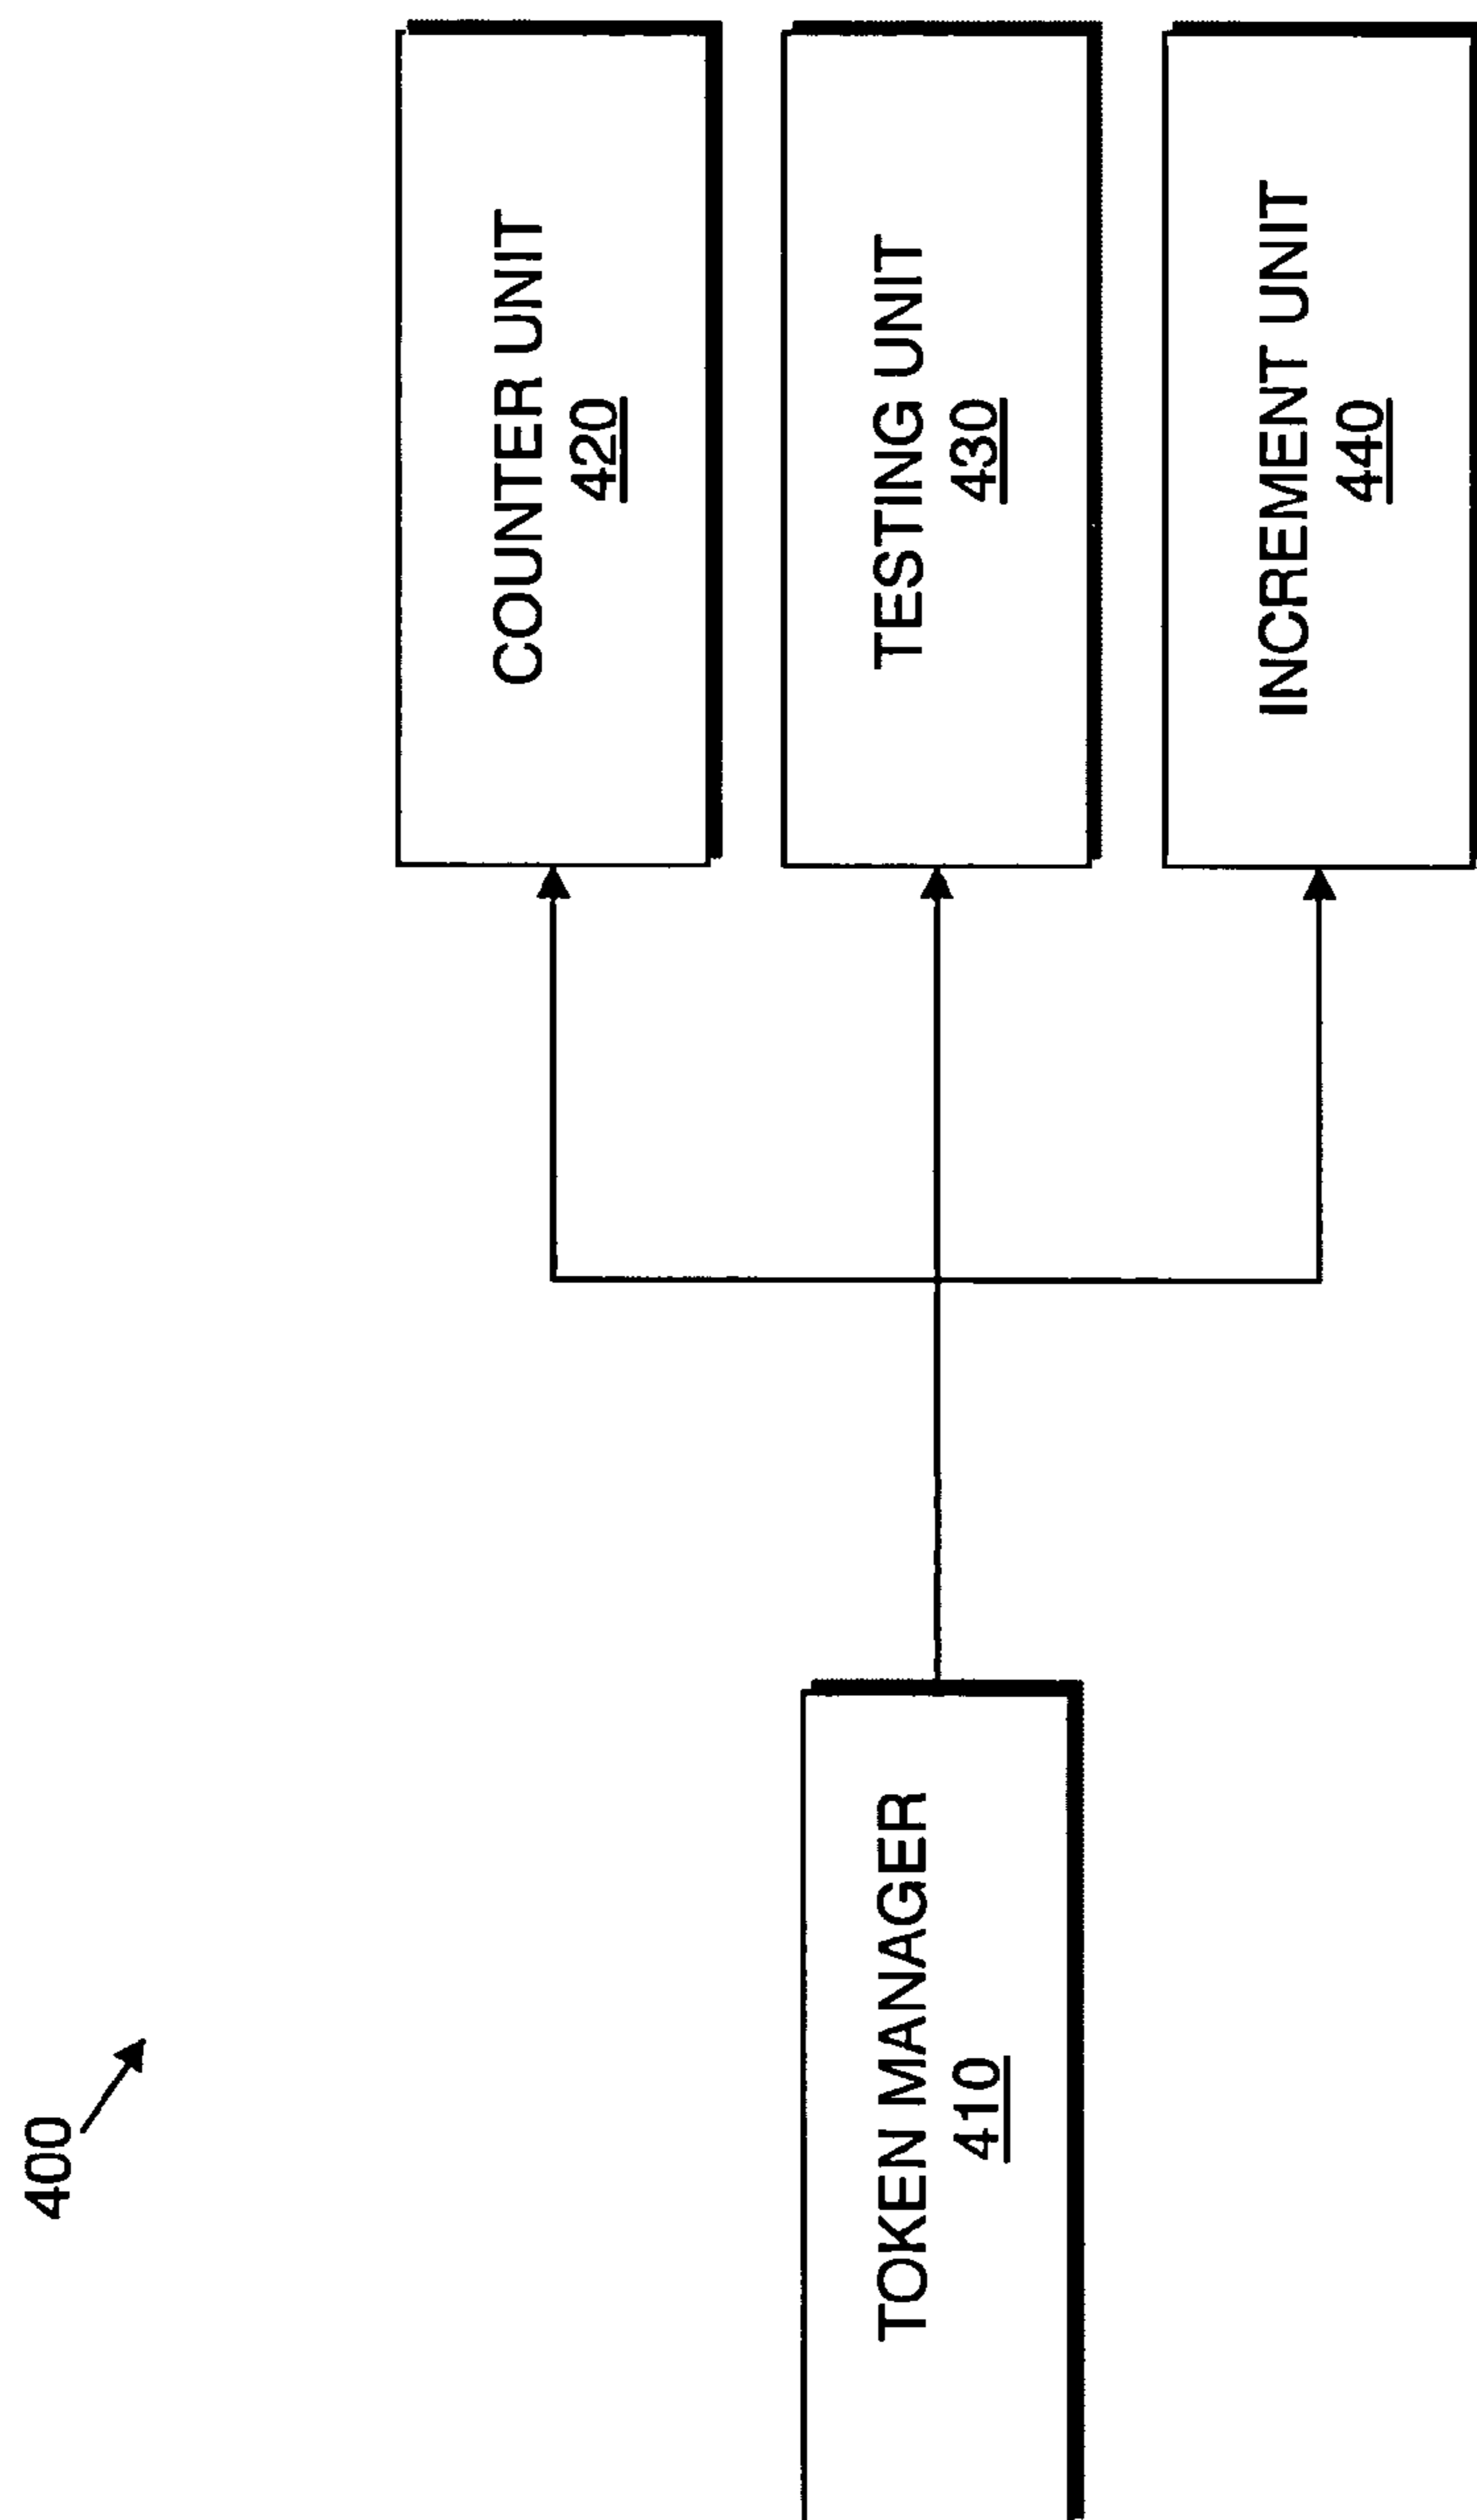 400
TOKEN MANAGER
410
COUNTER UNIT
420
TESTING UNIT
430
INCREMENT UNIT
440